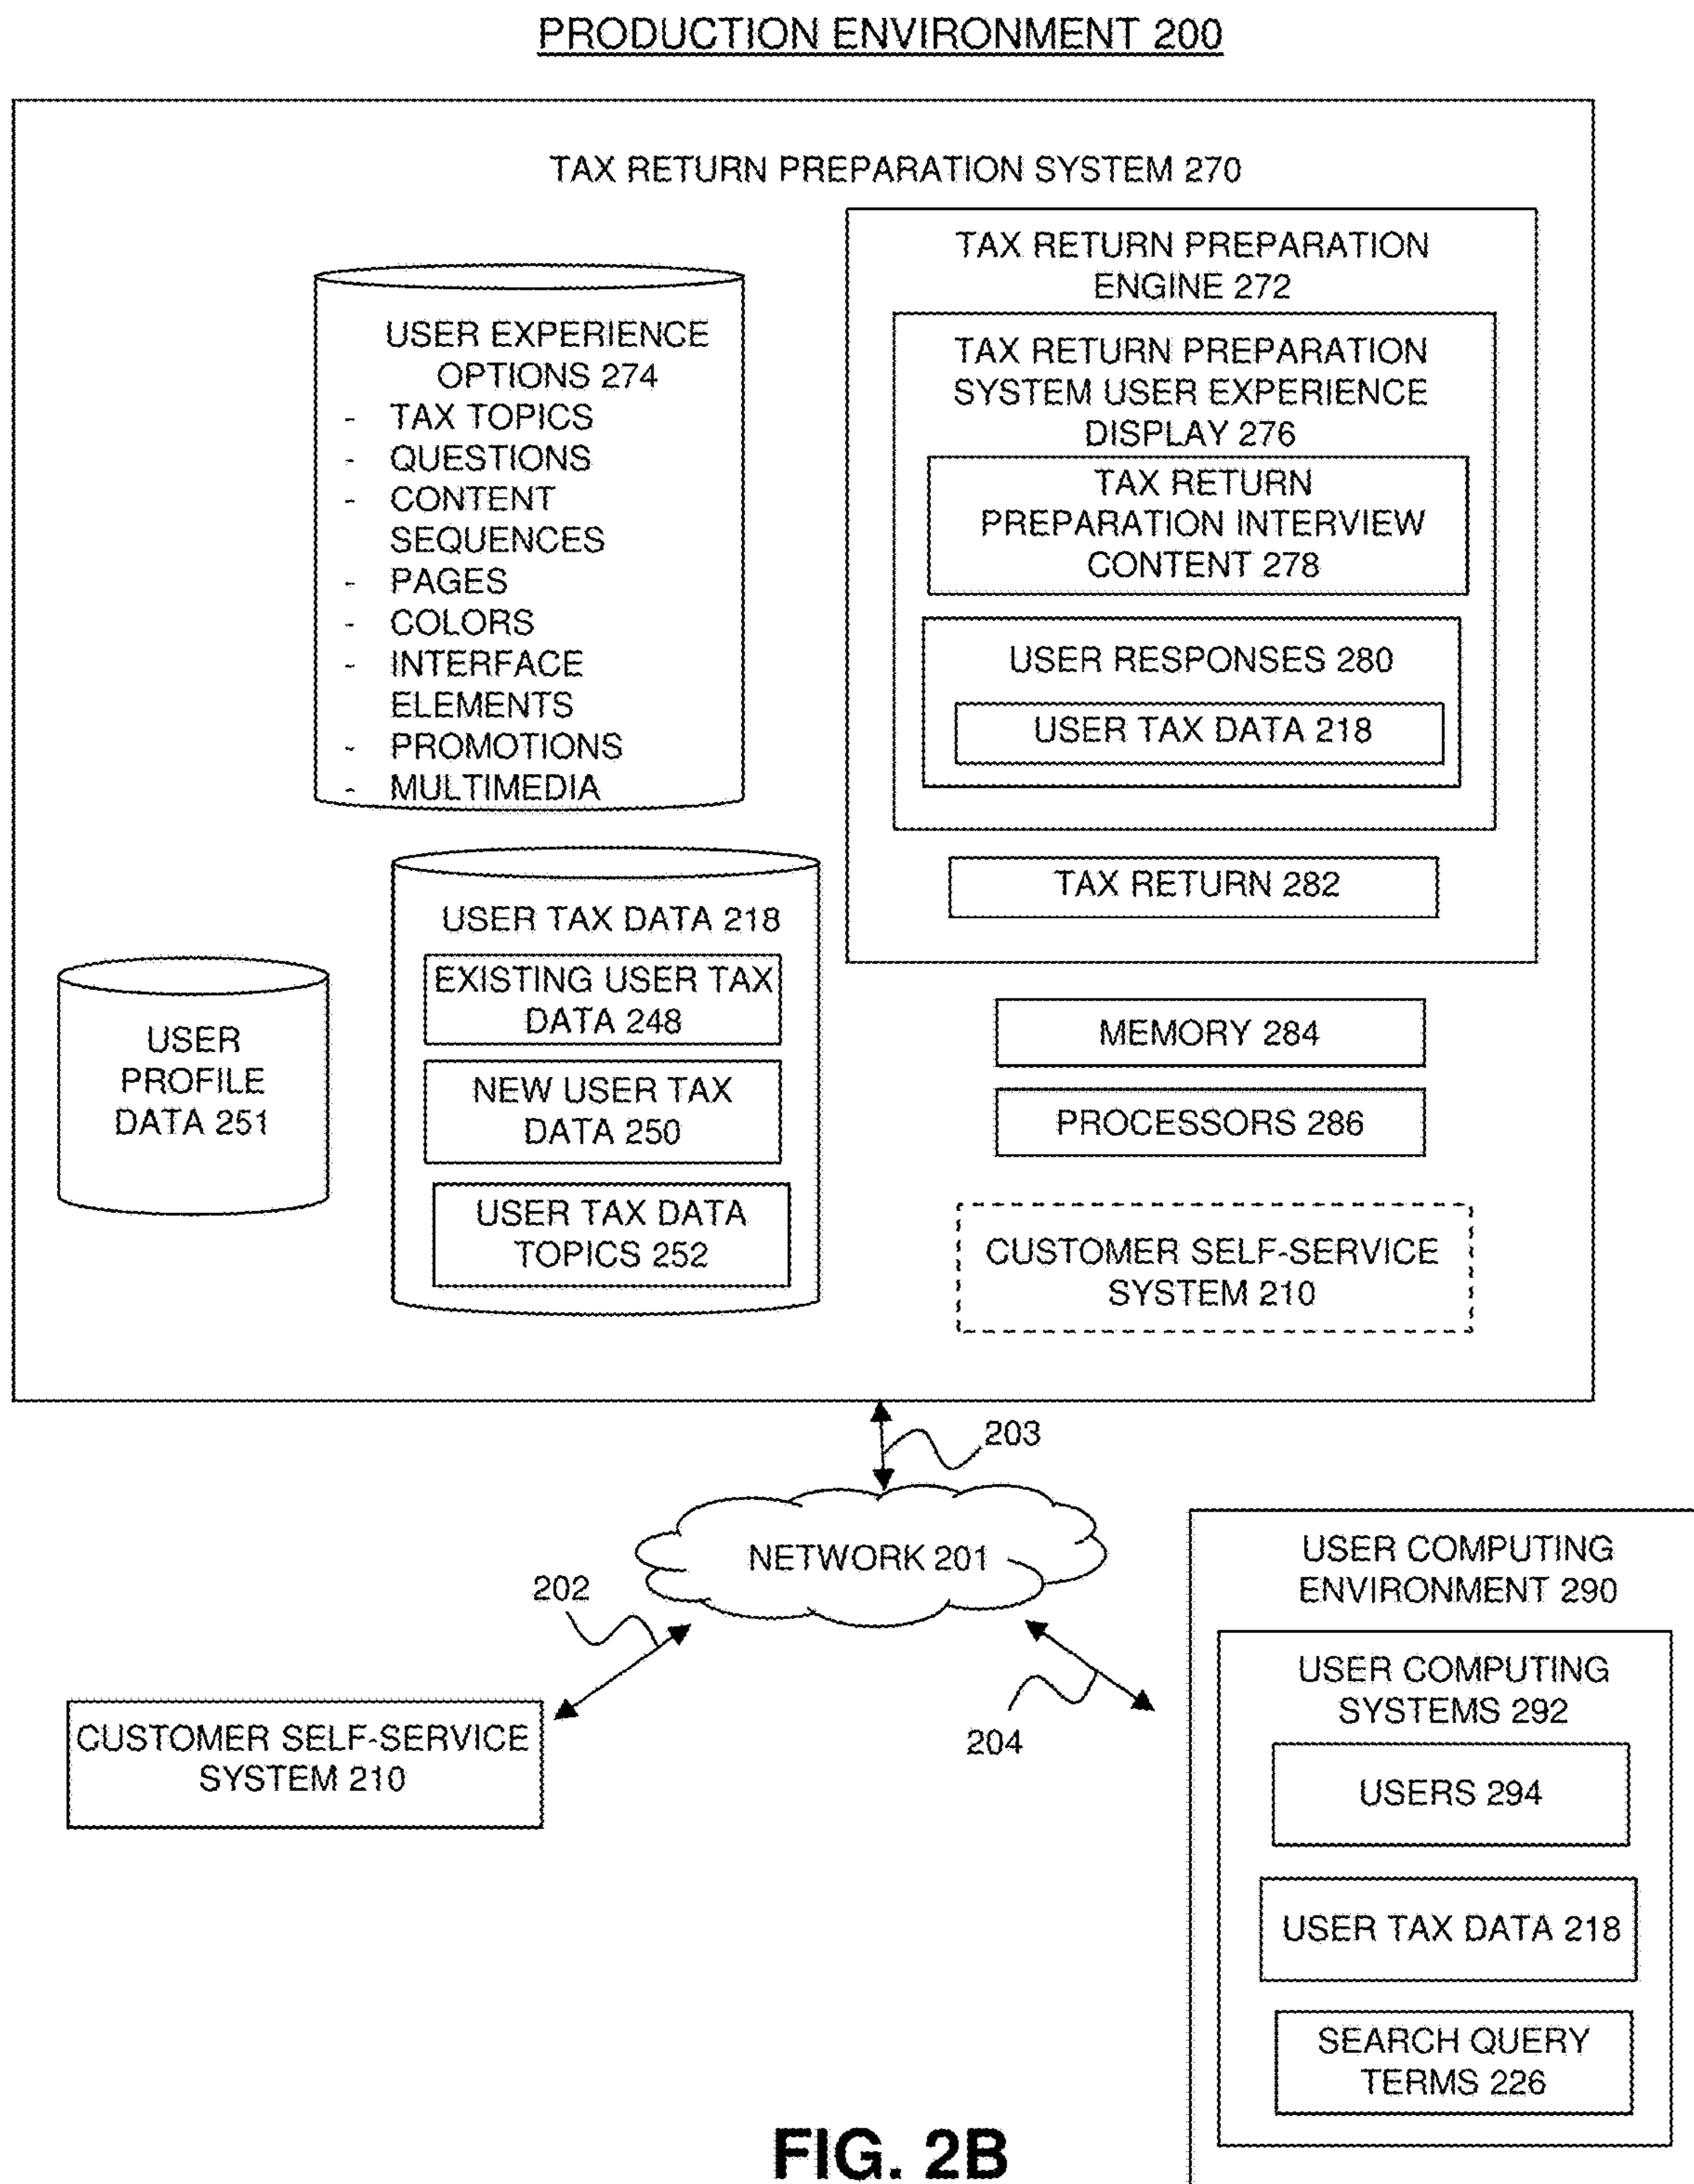 PRODUCTION ENVIRONMENT 200
TAX RETURN PREPARATION SYSTEM 270
USER EXPERIENCE
OPTIONS 274
- TAX TOPICS
- QUESTIONS
- CONTENT
SEQUENCES
- PAGES
- COLORS
- INTERFACE
ELEMENTS
- PROMOTIONS
- MULTIMEDIA
TAX RETURN PREPARATION
ENGINE 272
TAX RETURN PREPARATION
SYSTEM USER EXPERIENCE
DISPLAY 276
TAX RETURN
PREPARATION INTERVIEW
CONTENT 278
USER RESPONSES 280
USER TAX DATA 218
TAX RETURN 282
USER
PROFILE
DATA 251
USER TAX DATA 218
EXISTING USER TAX
DATA 248
NEW USER TAX
DATA 250
USER TAX DATA
TOPICS 252
MEMORY 284
PROCESSORS 286
CUSTOMER SELF-SERVICE
SYSTEM 210
203
NETWORK 201
202
204
CUSTOMER SELF-SERVICE
SYSTEM 210
USER COMPUTING
ENVIRONMENT 290
USER COMPUTING
SYSTEMS 292
USERS 294
USER TAX DATA 218
SEARCH QUERY
TERMS 226
FIG. 2B